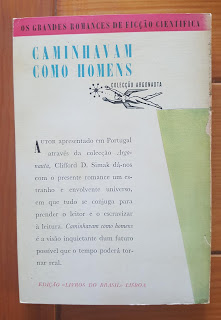 OS GRANDES ROMANCES DE FICÇÃO CIENTÍFICA
CAMINHAVAM
COMO HOMENS
COLECÇÃO ARGONAUTA
AUTOR apresentado em Portugal
através da colecção Argo-
nauta, Clifford D. Simak dá-nos
com o presente romance um es-
tranho e envolvente universo,
em que tudo se conjuga para
prender o leitor e o escravizar
à leitura. Caminhavam como homens
é a visão inquietante dum futuro
possível que o tempo poderá tor-
nar real.
EDIÇÃO «LIVROS DO BRASIL» LISBOA